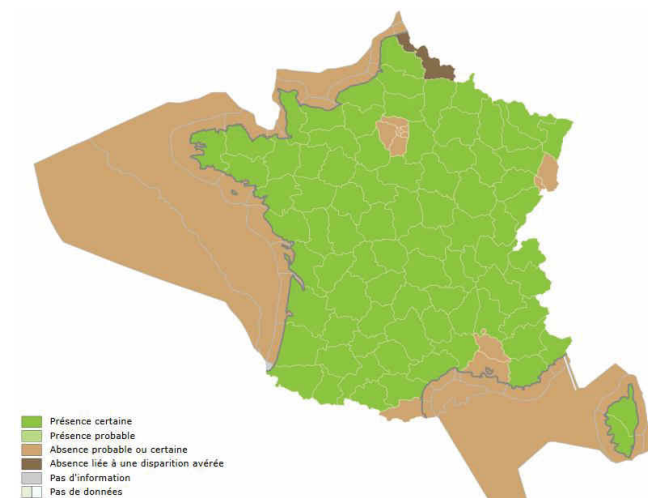 Présence certaine
Présence probable
Absence probable ou certaine
Absence liée à une disparition avérée
Pas d'information
Pas de données